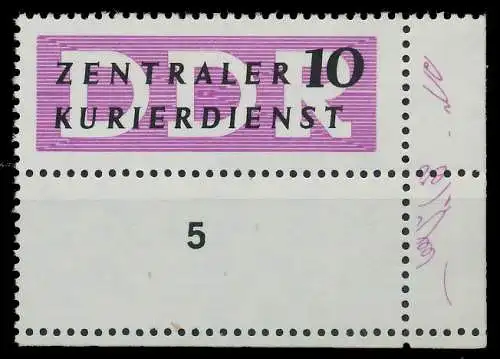 DDR
ZENTRALER 10
KURIERDIENST
5